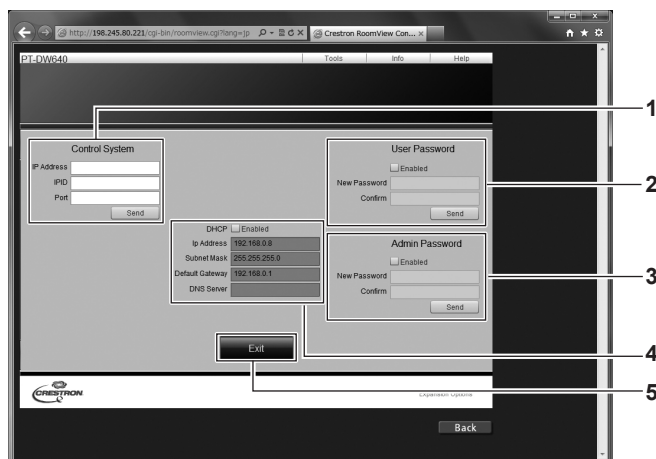 http://198.245.80.221/cgi-bin/roomview.cgi?lang=jp
Crestron RoomView Con...
PT-DW640
Tools
Info
Help
1
Control System
IP Address
IPID
Port
Send
User Password
Enabled
New Password
Confirm
Send
2
DHCP Enabled
Ip Address 192.168.0.8
Subnet Mask 255.255.255.0
Default Gateway 192.168.0.1
DNS Server
Admin Password
Enabled
New Password
Confirm
Send
3
4
Exit
5
CRESTRON
Expansion Options
Back